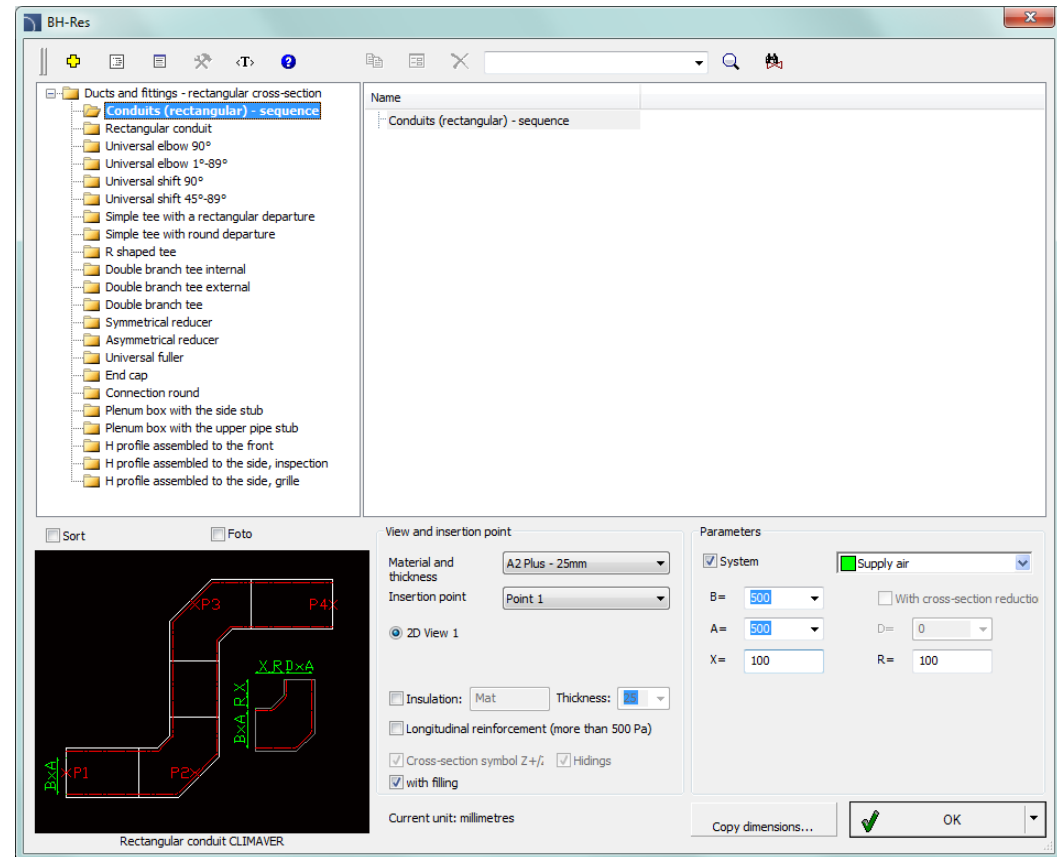 BH-Res
<T>
Ducts and fittings - rectangular cross-section
Conduits (rectangular) - sequence
Rectangular conduit
Universal elbow 90°
Universal elbow 1°-89°
Universal shift 90°
Universal shift 45°-89°
Simple tee with a rectangular departure
Simple tee with round departure
R shaped tee
Double branch tee internal
Double branch tee external
Double branch tee
Symmetrical reducer
Asymmetrical reducer
Universal fuller
End cap
Connection round
Plenum box with the side stub
Plenum box with the upper pipe stub
H profile assembled to the front
H profile assembled to the side, inspection
H profile assembled to the side, grille
Name
Conduits (rectangular) - sequence
Sort Foto
XP3 P4X
X,RD×A
B×A,R,X
B×A
XP1 P2X
Rectangular conduit CLIMAVER
View and insertion point
Material and thickness A2 Plus - 25mm
Insertion point Point 1
2D View 1
Insulation: Mat Thickness: 25
Longitudinal reinforcement (more than 500 Pa)
Cross-section symbol Z+/ Hidings
with filling
Current unit: millimetres
Parameters
System Supply air
B= 500 With cross-section reductio
A= 500 D= 0
X= 100 R= 100
Copy dimensions... OK